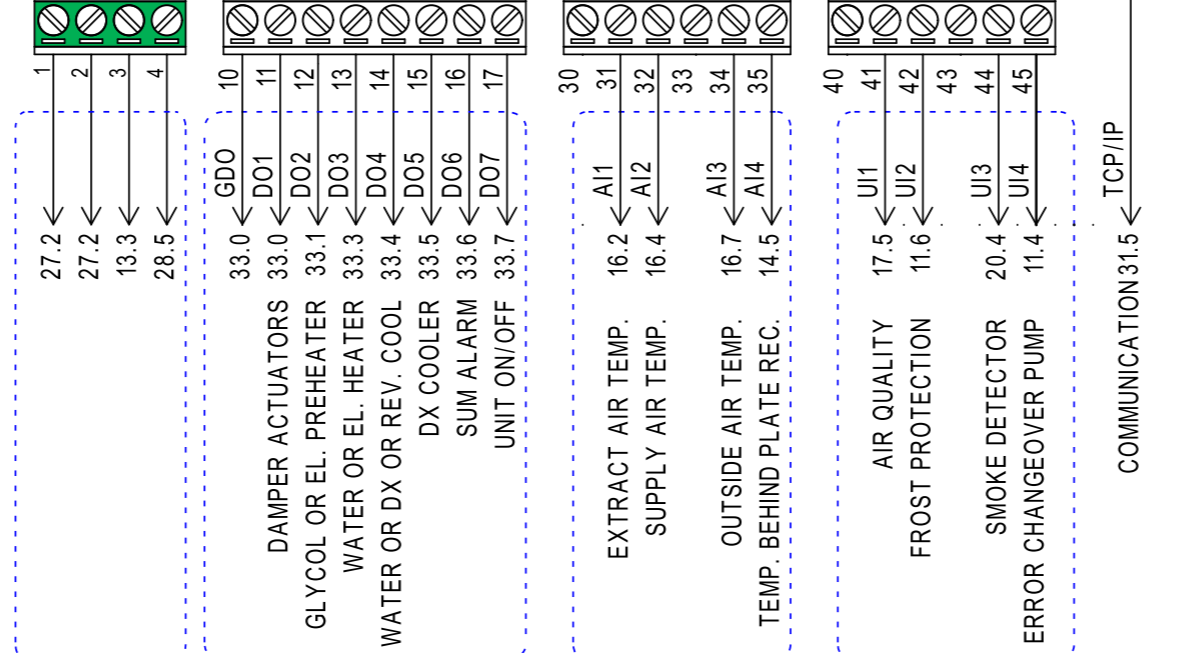 1
2
3
4
10
11
12
13
14
15
16
17
30
31
32
33
34
35
40
41
42
43
44
45
GDO
DO1
DO2
DO3
DO4
DO5
DO6
DO7
AI1
AI2
AI3
AI4
UI1
UI2
UI3
UI4
TCP/IP
27.2
27.2
13.3
28.5
33.0
33.0
33.1
33.3
33.4
33.5
33.6
33.7
16.2
16.4
16.7
14.5
17.5
11.6
20.4
11.4
31.5
DAMPER ACTUATORS
GLYCOL OR EL. PREHEATER
WATER OR EL. HEATER
WATER OR DX OR REV. COOL
DX COOLER
SUM ALARM
UNIT ON/OFF
EXTRACT AIR TEMP.
SUPPLY AIR TEMP.
OUTSIDE AIR TEMP.
TEMP. BEHIND PLATE REC.
AIR QUALITY
FROST PROTECTION
SMOKE DETECTOR
ERROR CHANGEOVER PUMP
COMMUNICATION